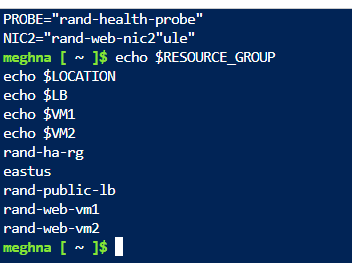 PROBE="rand-health-probe"
NIC2="rand-web-nic2"ule"
meghna [ ~ ]$ echo $RESOURCE_GROUP
echo $LOCATION
echo $LB
echo $VM1
echo $VM2
rand-ha-rg
eastus
rand-public-lb
rand-web-vm1
rand-web-vm2
meghna [ ~ ]$